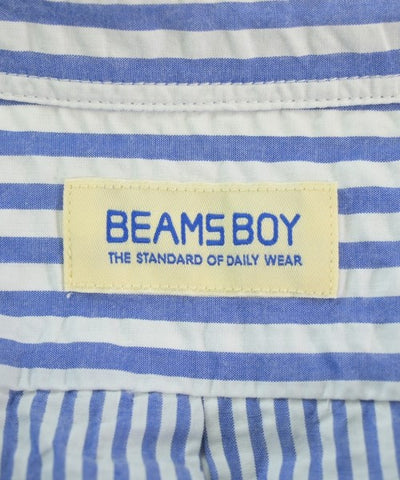 BEAMS BOY
THE STANDARD OF DAILY WEAR